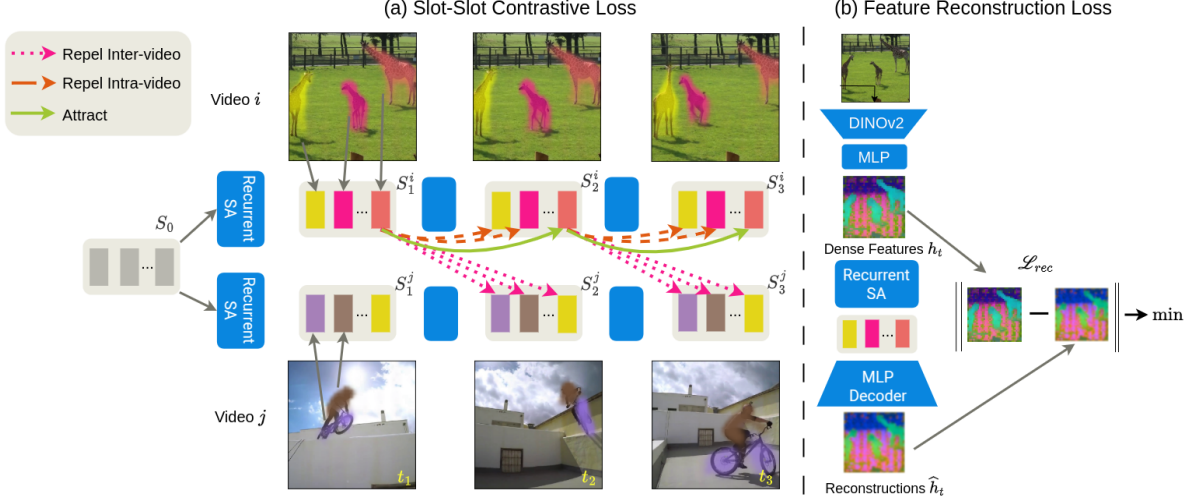 (a) Slot-Slot Contrastive Loss
Repel Inter-video
Repel Intra-video
Attract
Video i
S_0
Recurrent SA
Recurrent SA
S_1^i
S_2^i
S_3^i
...
...
...
...
S_1^j
S_2^j
S_3^j
...
...
...
Video j
t_1
t_2
t_3
(b) Feature Reconstruction Loss
DINOv2
MLP
Dense Features h_t
Recurrent
SA
...
MLP
Decoder
Reconstructions \hat{h}_t
ℒ_rec
|| − || → min